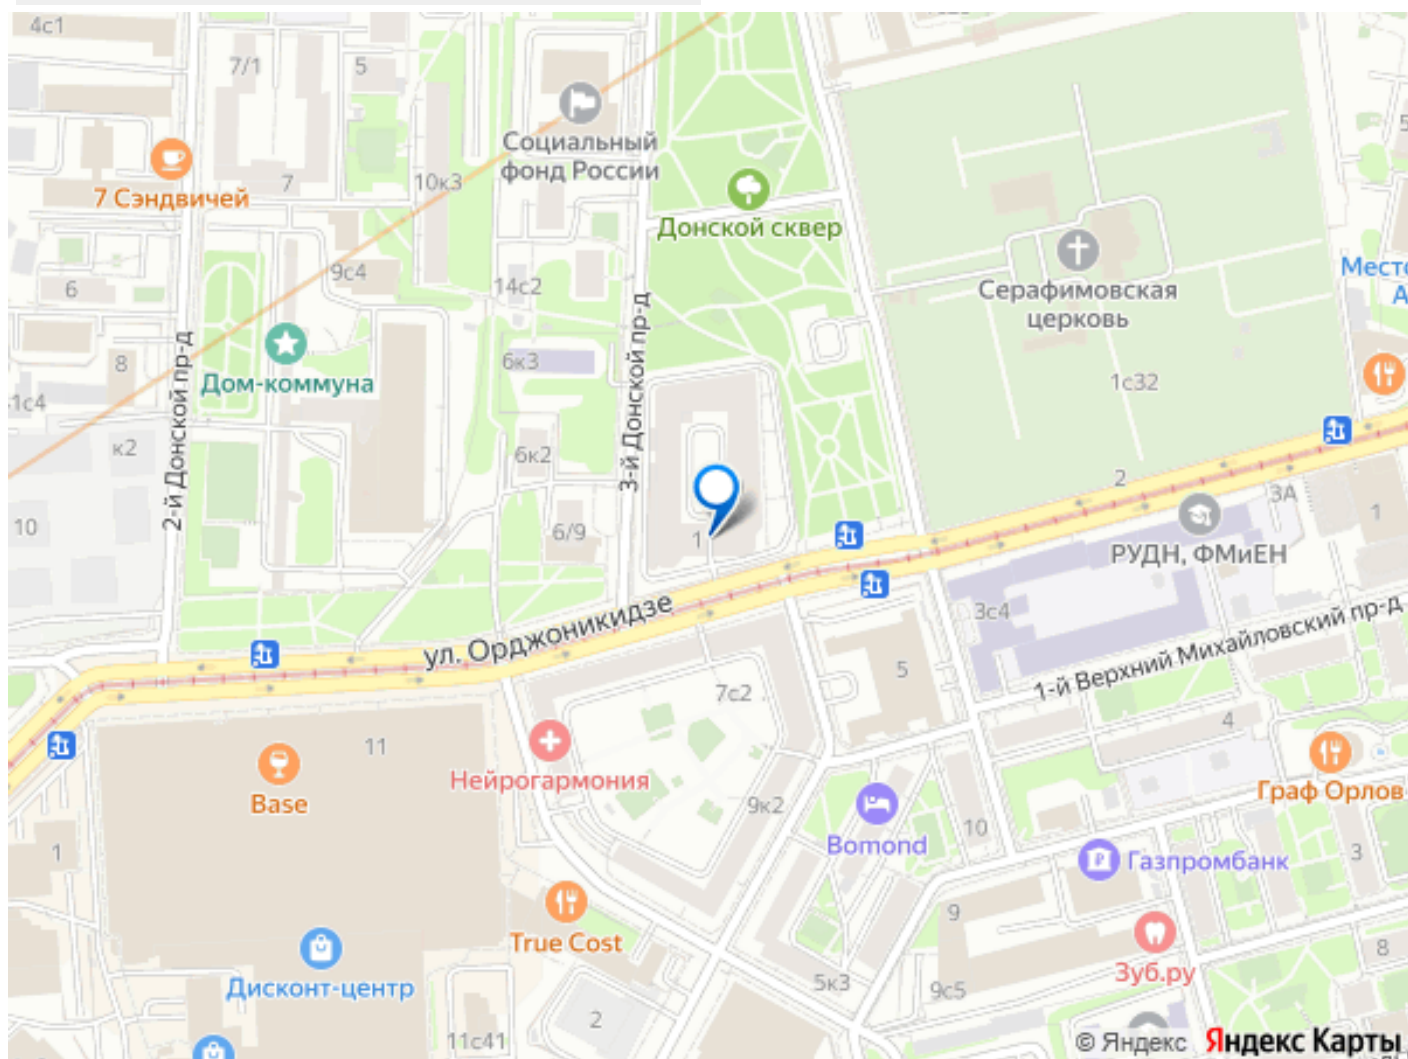 4с1
7/1
5
Социальный
фонд России
7 Сэндвичей
7
10к3
Донской сквер
9с4
14с2
6
Серафимовская
церковь
Место
А
8
Дом-коммуна
6к3
1с32
1с4
к2
2-й Донской пр-д
3-й Донской пр-д
6к2
2
3А
1
10
6/9
1
РУДН, ФМиЕН
ул. Орджоникидзе
3с4
1-й Верхний Михайловский пр-д
5
7с2
4
11
Нейрогармония
Base
9к2
Граф Орлов
1
Bomond
10
Газпромбанк
3
True Cost
9
Зуб.ру
8
Дисконт-центр
5к3
9с5
2
11с41
© Яндекс Яндекс Карты